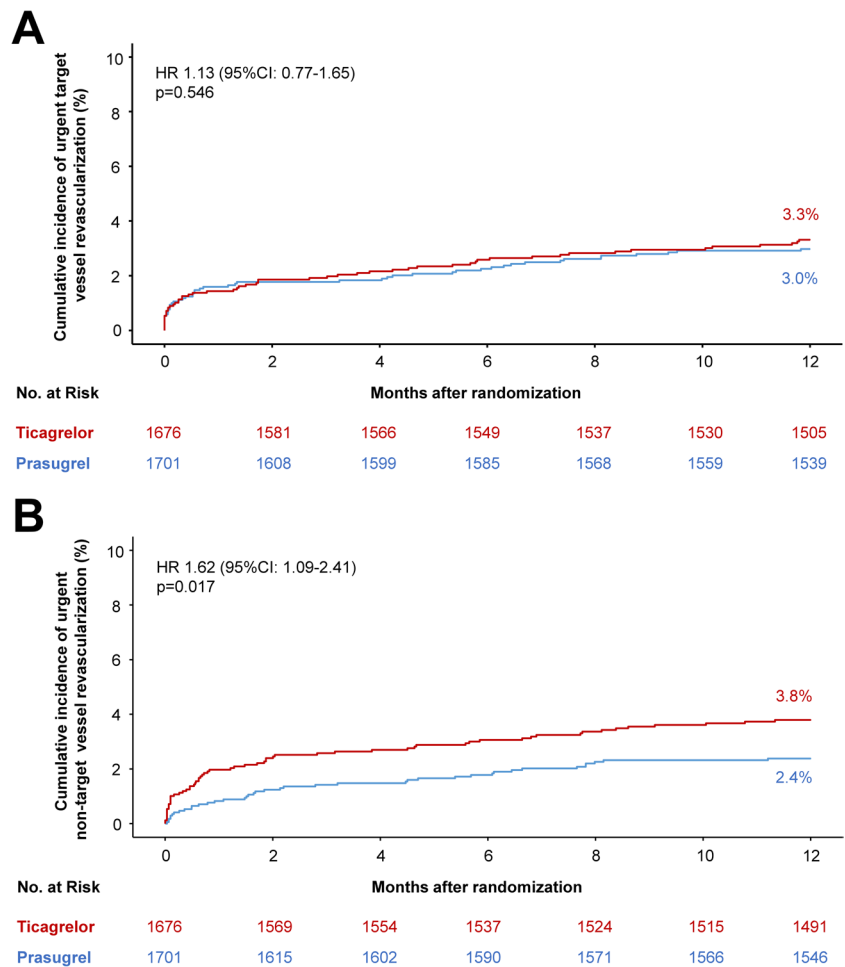 A
Cumulative incidence of urgent target
vessel revascularization (%)
10
8
6
4
2
0
HR 1.13 (95%CI: 0.77-1.65)
p=0.546
3.3%
3.0%
0 2 4 6 8 10 12
No. at Risk Months after randomization
Ticagrelor 1676 1581 1566 1549 1537 1530 1505
Prasugrel 1701 1608 1599 1585 1568 1559 1539
B
Cumulative incidence of urgent
non-target vessel revascularization (%)
10
8
6
4
2
0
HR 1.62 (95%CI: 1.09-2.41)
p=0.017
3.8%
2.4%
0 2 4 6 8 10 12
No. at Risk Months after randomization
Ticagrelor 1676 1569 1554 1537 1524 1515 1491
Prasugrel 1701 1615 1602 1590 1571 1566 1546